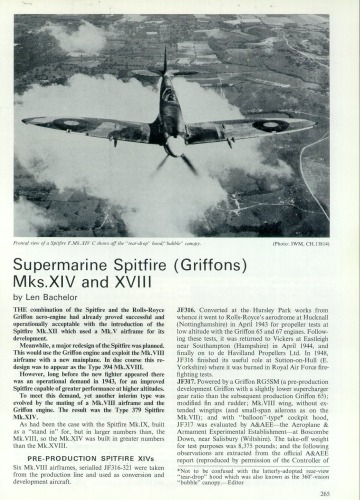 Frontal view of a Spitfire F.Mk.XIV C shows off the "tear-drop" hood/"bubble" canopy.
(Photo: IWM, CH.13814)
Supermarine Spitfire (Griffons)
Mks.XIV and XVIII
by Len Bachelor
THE combination of the Spitfire and the Rolls-Royce
Griffon aero-engine had already proved successful and
operationally acceptable with the introduction of the
Spitfire Mk.XII which used a Mk.V airframe for its
development.
Meanwhile, a major redesign of the Spitfire was planned.
This would use the Griffon engine and exploit the Mk.VIII
airframe with a new mainplane. In due course this re-
design was to appear as the Type 394 Mk.XVIII.
However, long before the new fighter appeared there
was an operational demand in 1943, for an improved
Spitfire capable of greater performance at higher altitudes.
To meet this demand, yet another interim type was
evolved by the mating of a Mk.VIII airframe and the
Griffon engine. The result was the Type 379 Spitfire
Mk.XIV.
As had been the case with the Spitfire Mk.IX, built
as a "stand in" for, but in larger numbers than, the
Mk.VIII, so the Mk.XIV was built in greater numbers
than the Mk.XVIII.
PRE-PRODUCTION SPITFIRE XIVs
Six Mk.VIII airframes, serialled JF316-321 were taken
from the production line and used as conversion and
development aircraft.
JF316. Converted at the Hursley Park works from
whence it went to Rolls-Royce's aerodrome at Hucknall
(Nottinghamshire) in April 1943 for propeller tests at
low altitude with the Griffon 65 and 67 engines. Follow-
ing these tests, it was returned to Vickers at Eastleigh
near Southampton (Hampshire) in April 1944, and
finally on to de Havilland Propellers Ltd. In 1948,
JF316 finished its useful role at Sutton-on-Hull (E.
Yorkshire) where it was burned in Royal Air Force fire-
fighting tests.
JF317. Powered by a Griffon RG5SM (a pre-production
development Griffon with a slightly lower supercharger
gear ratio than the subsequent production Griffon 65);
modified fin and rudder; Mk.VIII wing, without ex-
tended wingtips (and small-span ailerons as on the
Mk.VII); and with "balloon"-type* cockpit hood,
JF317 was evaluated by A&AEE—the Aeroplane &
Armament Experimental Establishment—at Boscombe
Down, near Salisbury (Wiltshire). The take-off weight
for test purposes was 8,375 pounds; and the following
observations are extracted from the official A&AEE
report (reproduced by permission of the Controller of
*Not to be confused with the latterly-adopted rear-view
"tear-drop" hood which was also known as the 360°-vision
"bubble" canopy.—Editor
265